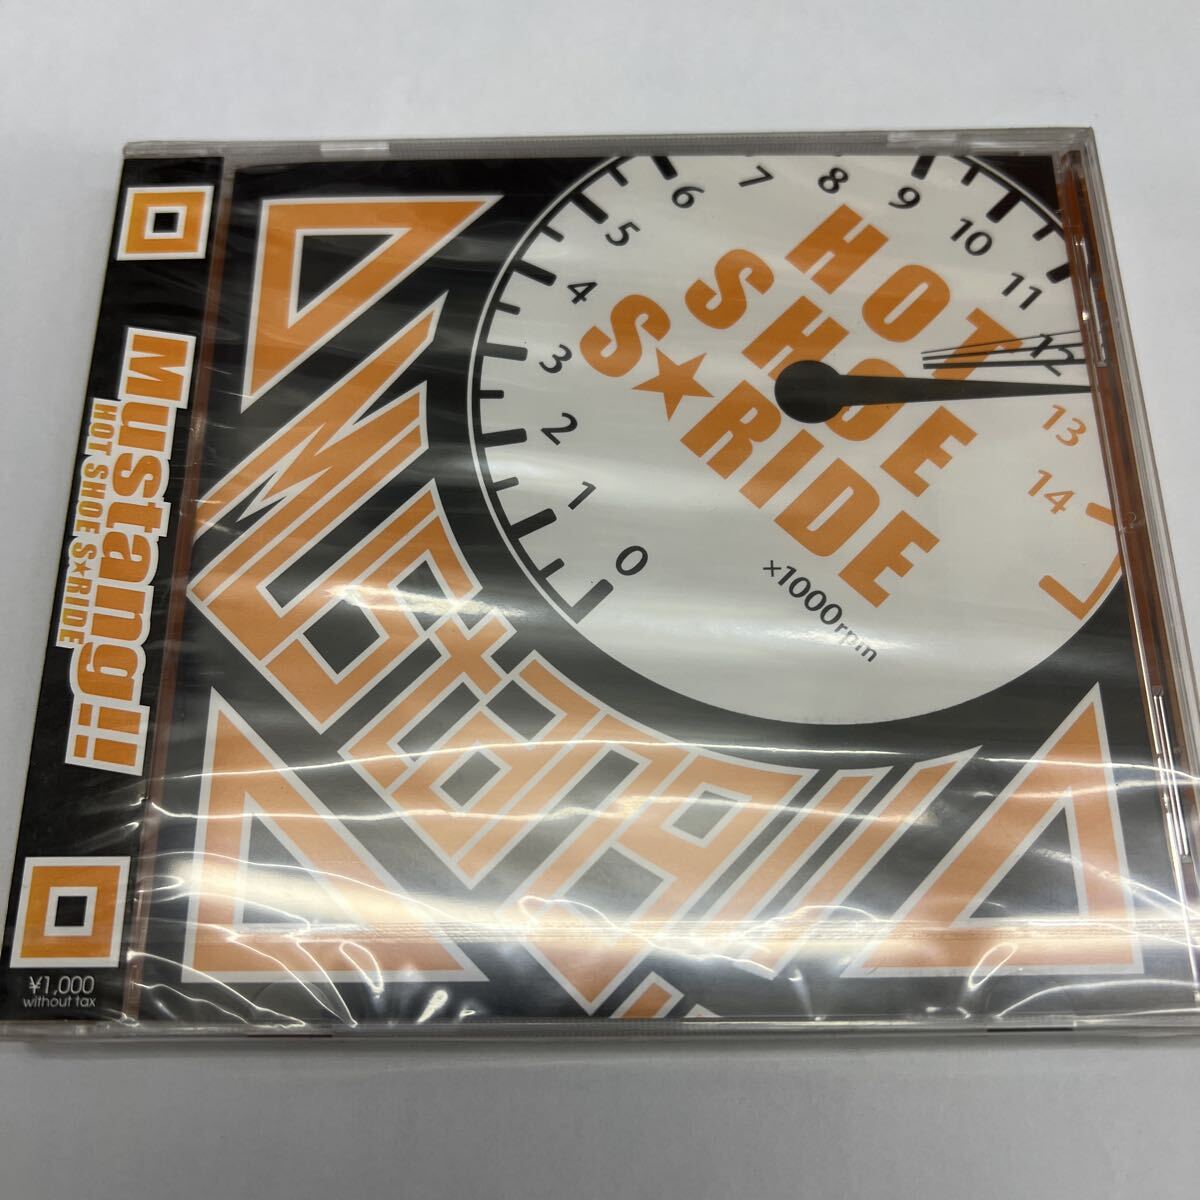 Mustang!!
HOT SHOE S★RIDE
¥1,000
without tax
HOT
SHOE
S★RIDE
0
1
2
3
4
5
6
7
8
9
10
11
12
13
14
×1000rpm